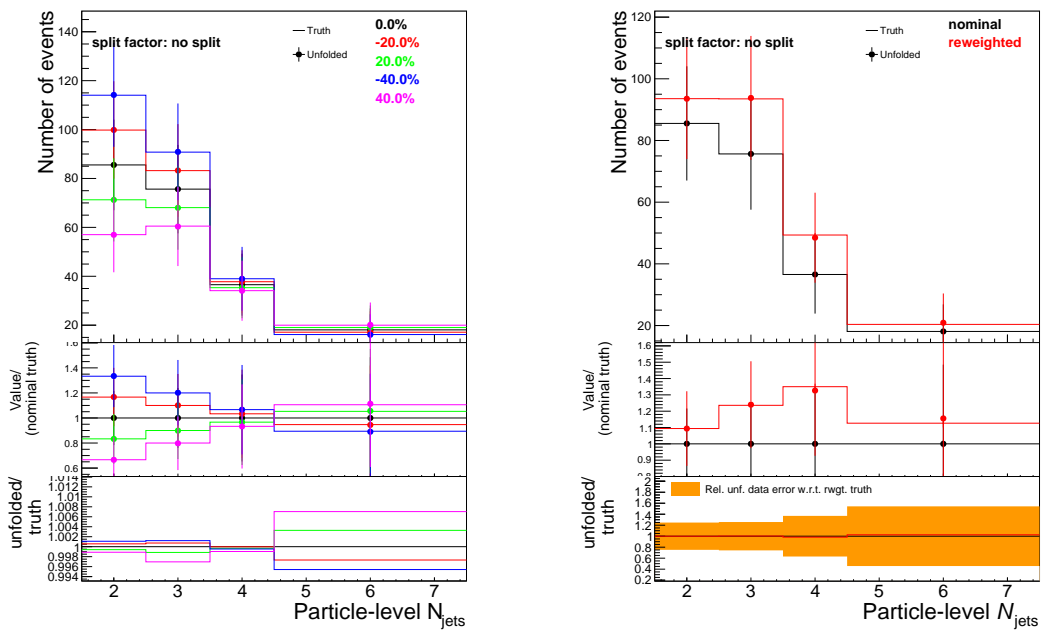 Number of events
split factor: no split
Truth
Unfolded
0.0%
-20.0%
20.0%
-40.0%
40.0%
140
120
100
80
60
40
20
Value/
(nominal truth)
1.6
1.4
1.2
1
0.8
0.6
unfolded/
truth
1.014
1.012
1.01
1.008
1.006
1.004
1.002
1
0.998
0.996
0.994
2 3 4 5 6 7
Particle-level N_jets
Number of events
split factor: no split
Truth
Unfolded
nominal
reweighted
120
100
80
60
40
20
Value/
(nominal truth)
1.6
1.5
1.4
1.3
1.2
1.1
1
0.9
0.8
unfolded/
truth
Rel. unf. data error w.r.t. rwgt. truth
2
1.8
1.6
1.4
1.2
1
0.8
0.6
0.4
0.2
2 3 4 5 6 7
Particle-level N_jets